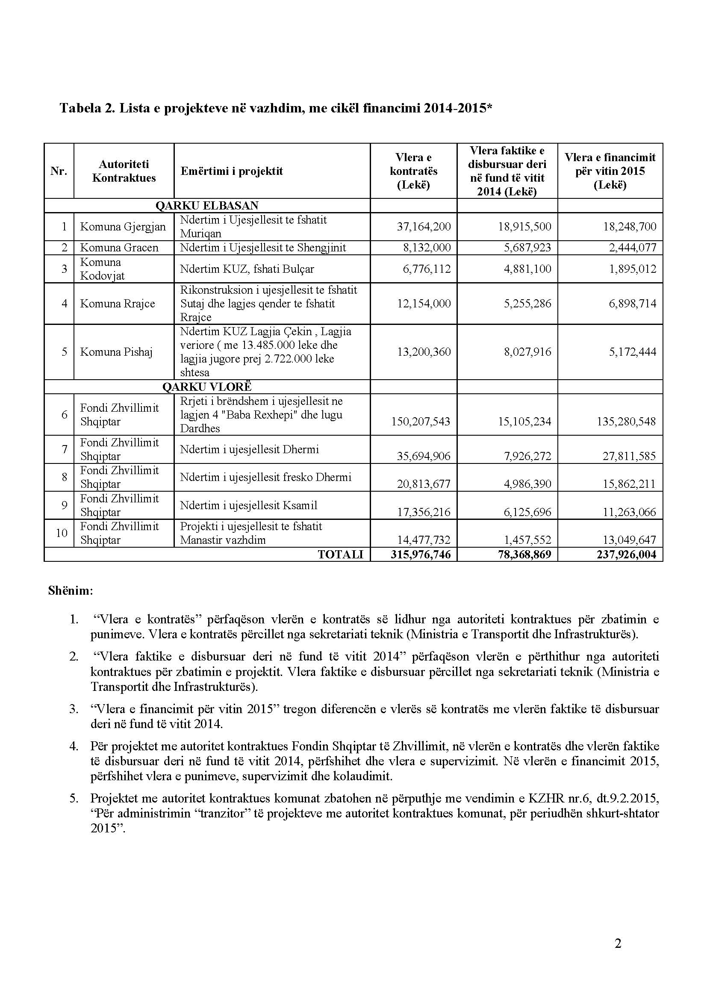 Tabela 2. Lista e projekteve në vazhdim, me cikël financimi 2014-2015*
Nr.
Autoriteti
Kontraktues
Emërtimi i projektit
Vlera e
kontratës
(Lekë)
Vlera faktike e
disbursuar deri
në fund të vitit
2014 (Lekë)
Vlera e financimit
për vitin 2015
(Lekë)
QARKU ELBASAN
1
Komuna Gjergjan
Ndertim i Ujesjellesit te fshatit
Muriqan
37,164,200
18,915,500
18,248,700
2
Komuna Gracen
Ndertim i Ujesjellesit te Shengjinit
8,132,000
5,687,923
2,444,077
3
Komuna
Kodovjat
Ndertim KUZ, fshati Bulçar
6,776,112
4,881,100
1,895,012
4
Komuna Rrajce
Rikonstruksion i ujesjellesit te fshatit
Sutaj dhe lagjes qender te fshatit
Rrajce
12,154,000
5,255,286
6,898,714
5
Komuna Pishaj
Ndertim KUZ Lagjia Çekin , Lagjia
veriore ( me 13.485.000 leke dhe
lagjia jugore prej 2.722.000 leke
shtesa
13,200,360
8,027,916
5,172,444
QARKU VLORË
6
Fondi Zhvillimit
Shqiptar
Rrjeti i brëndshem i ujesjellesit ne
lagjen 4 "Baba Rexhepi" dhe lugu
Dardhes
150,207,543
15,105,234
135,280,548
7
Fondi Zhvillimit
Shqiptar
Ndertim i ujesjellesit Dhermi
35,694,906
7,926,272
27,811,585
8
Fondi Zhvillimit
Shqiptar
Ndertim i ujesjellesit fresko Dhermi
20,813,677
4,986,390
15,862,211
9
Fondi Zhvillimit
Shqiptar
Ndertim i ujesjellesit Ksamil
17,356,216
6,125,696
11,263,066
10
Fondi Zhvillimit
Shqiptar
Projekti i ujesjellesit te fshatit
Manastir vazhdim
14,477,732
1,457,552
13,049,647
TOTALI
315,976,746
78,368,869
237,926,004
Shënim:
1. “Vlera e kontratës” përfaqëson vlerën e kontratës së lidhur nga autoriteti kontraktues për zbatimin e
punimeve. Vlera e kontratës përcillet nga sekretariati teknik (Ministria e Transportit dhe Infrastrukturës).
2. “Vlera faktike e disbursuar deri në fund të vitit 2014” përfaqëson vlerën e përthithur nga autoriteti
kontraktues për zbatimin e projektit. Vlera faktike e disbursuar përcillet nga sekretariati teknik (Ministria e
Transportit dhe Infrastrukturës).
3. “Vlera e financimit për vitin 2015” tregon diferencën e vlerës së kontratës me vlerën faktike të disbursuar
deri në fund të vitit 2014.
4. Për projektet me autoritet kontraktues Fondin Shqiptar të Zhvillimit, në vlerën e kontratës dhe vlerën faktike
të disbursuar deri në fund të vitit 2014, përfshihet dhe vlera e supervizimit. Në vlerën e financimit 2015,
përfshihet vlera e punimeve, supervizimit dhe kolaudimit.
5. Projektet me autoritet kontraktues komunat zbatohen në përputhje me vendimin e KZHR nr.6, dt.9.2.2015,
“Për administrimin “tranzitor” të projekteve me autoritet kontraktues komunat, për periudhën shkurt-shtator
2015”.
2